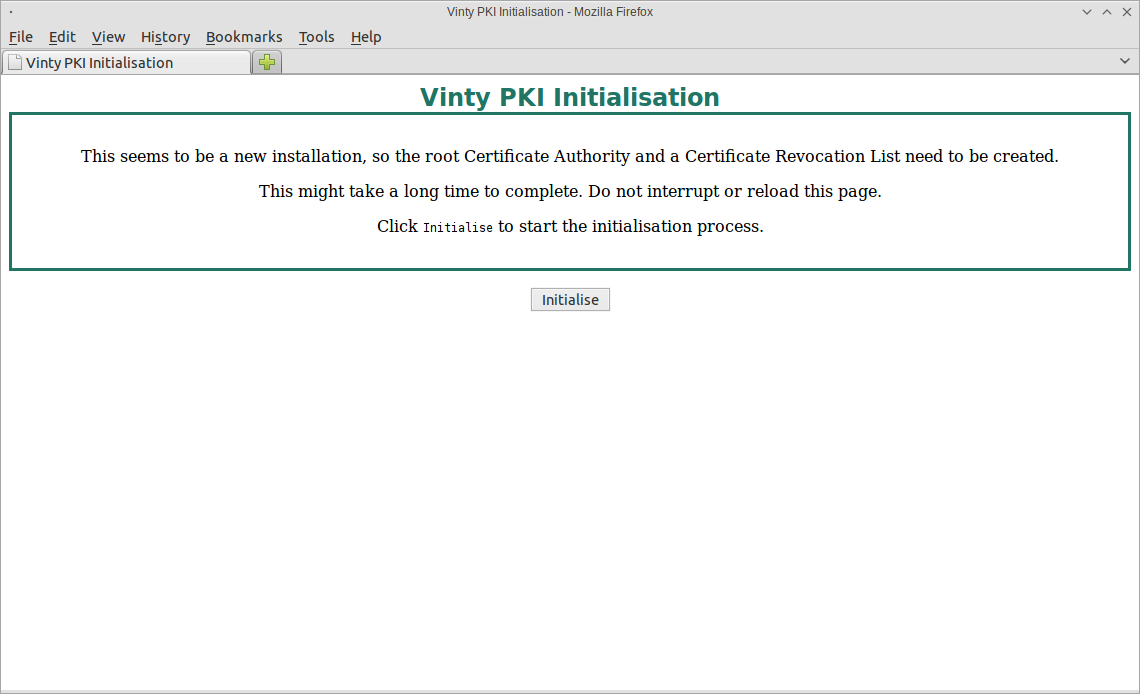 Vinty PKI Initialisation - Mozilla Firefox
File Edit View History Bookmarks Tools Help
Vinty PKI Initialisation
Vinty PKI Initialisation
This seems to be a new installation, so the root Certificate Authority and a Certificate Revocation List need to be created.
This might take a long time to complete. Do not interrupt or reload this page.
Click Initialise to start the initialisation process.
Initialise